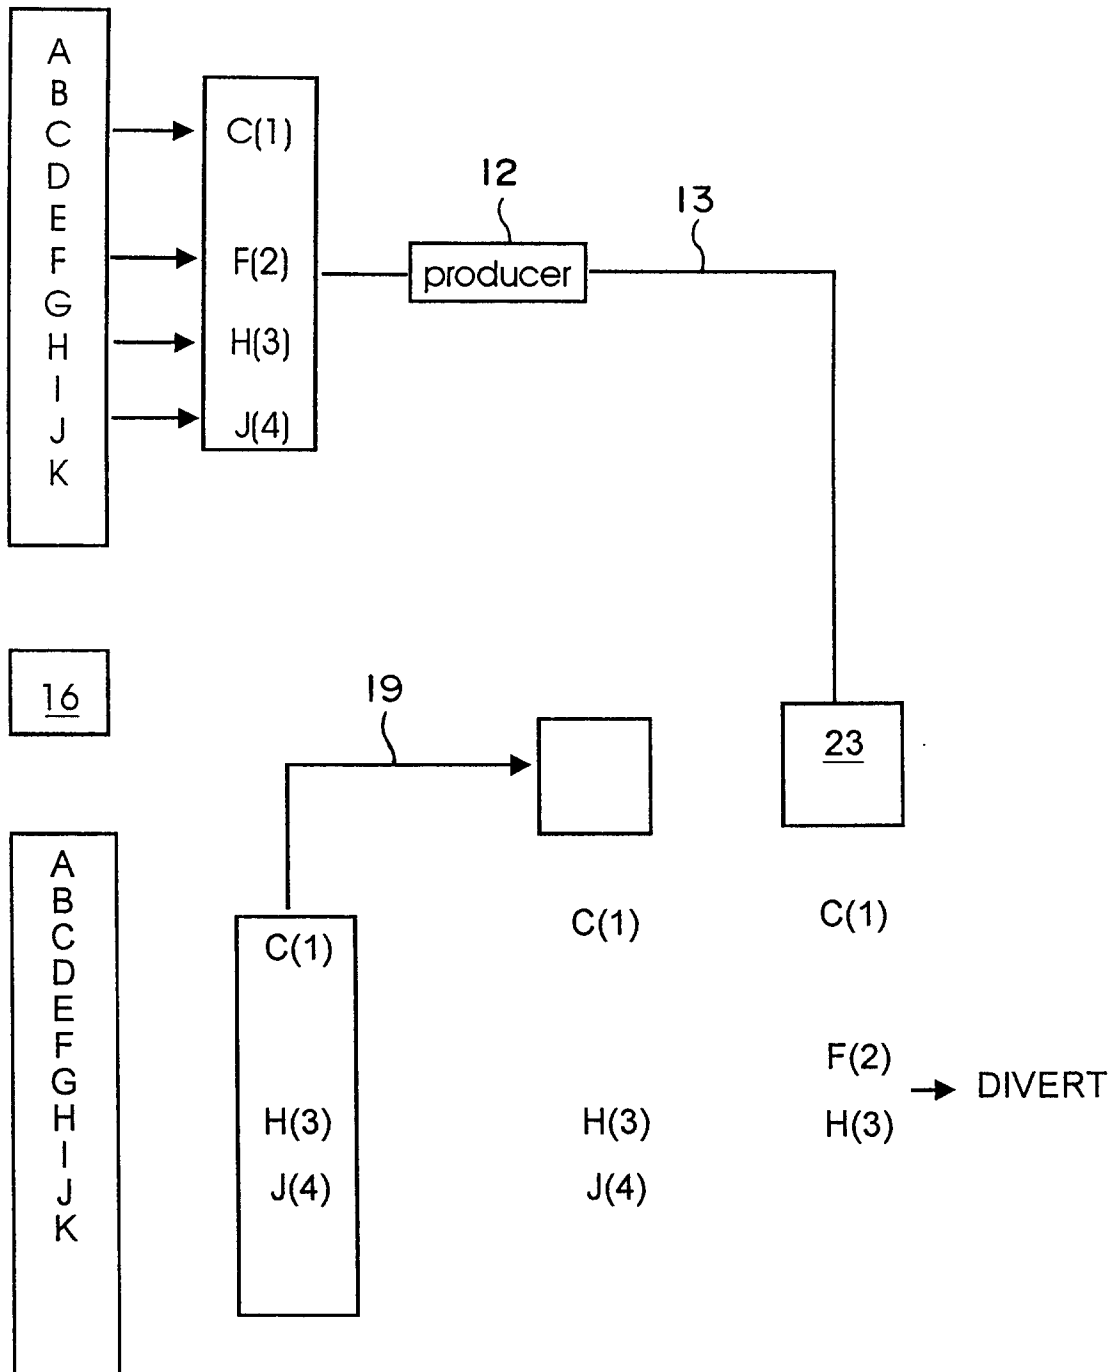 A
B
C
D
E
F
G
H
I
J
K
C(1)
F(2)
H(3)
J(4)
12
producer
13
16
19
23
A
B
C
D
E
F
G
H
I
J
K
C(1)
H(3)
J(4)
C(1)
H(3)
J(4)
C(1)
F(2)
H(3)
DIVERT